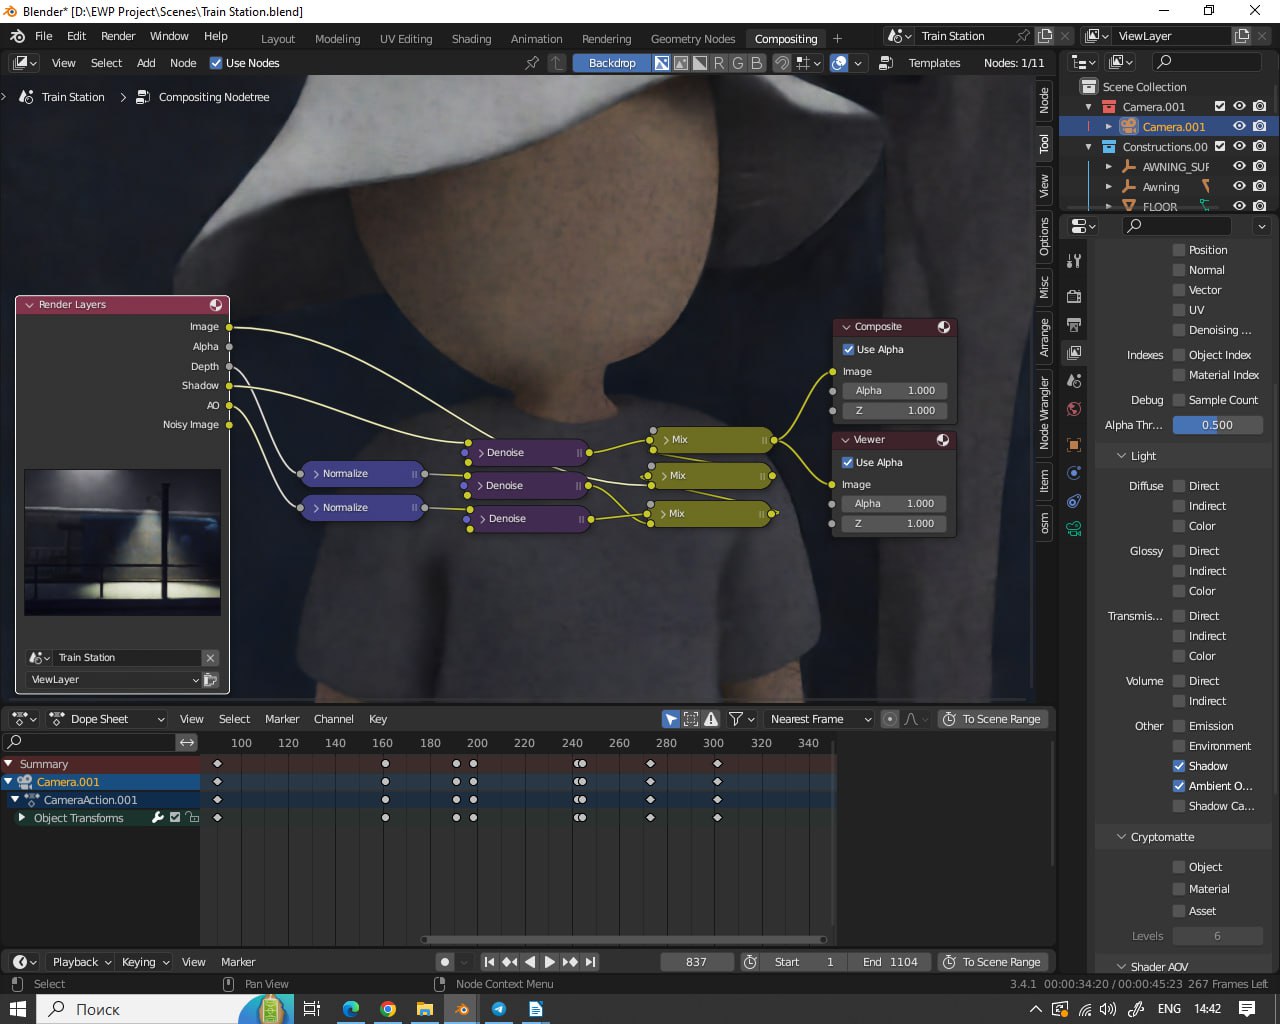 Blender* [D:\EWP Project\Scenes\Train Station.blend]
File Edit Render Window Help Layout Modeling UV Editing Shading Animation Rendering Geometry Nodes Compositing + Train Station ViewLayer
View Select Add Node Use Nodes Backdrop R G B Templates Nodes: 1/11
Train Station > Compositing Nodetree
Scene Collection
Camera.001
Camera.001
Constructions.00
AWNING_SUF
Awning
FLOOR
Node
Tool
View
Options
Misc
Arrange
Node Wrangler
Item
osm
Render Layers
Image
Alpha
Depth
Shadow
AO
Noisy Image
Train Station
ViewLayer
Normalize
Normalize
Denoise
Denoise
Denoise
Mix
Mix
Mix
Composite
Use Alpha
Image
Alpha 1.000
Z 1.000
Viewer
Use Alpha
Image
Alpha 1.000
Z 1.000
Position
Normal
Vector
UV
Denoising ...
Indexes Object Index
Material Index
Debug Sample Count
Alpha Thr... 0.500
Light
Diffuse Direct
Indirect
Color
Glossy Direct
Indirect
Color
Transmis... Direct
Indirect
Color
Volume Direct
Indirect
Other Emission
Environment
Shadow
Ambient O...
Shadow Ca...
Cryptomatte
Object
Material
Asset
Levels 6
Shader AOV
Dope Sheet View Select Marker Channel Key Nearest Frame To Scene Range
100 120 140 160 180 200 220 240 260 280 300 320 340
Summary
Camera.001
CameraAction.001
Object Transforms
Playback Keying View Marker 837 Start 1 End 1104 To Scene Range
Select Pan View Node Context Menu 3.4.1 00:00:34:20 / 00:00:45:23 267 Frames Left
Поиск ENG 14:42